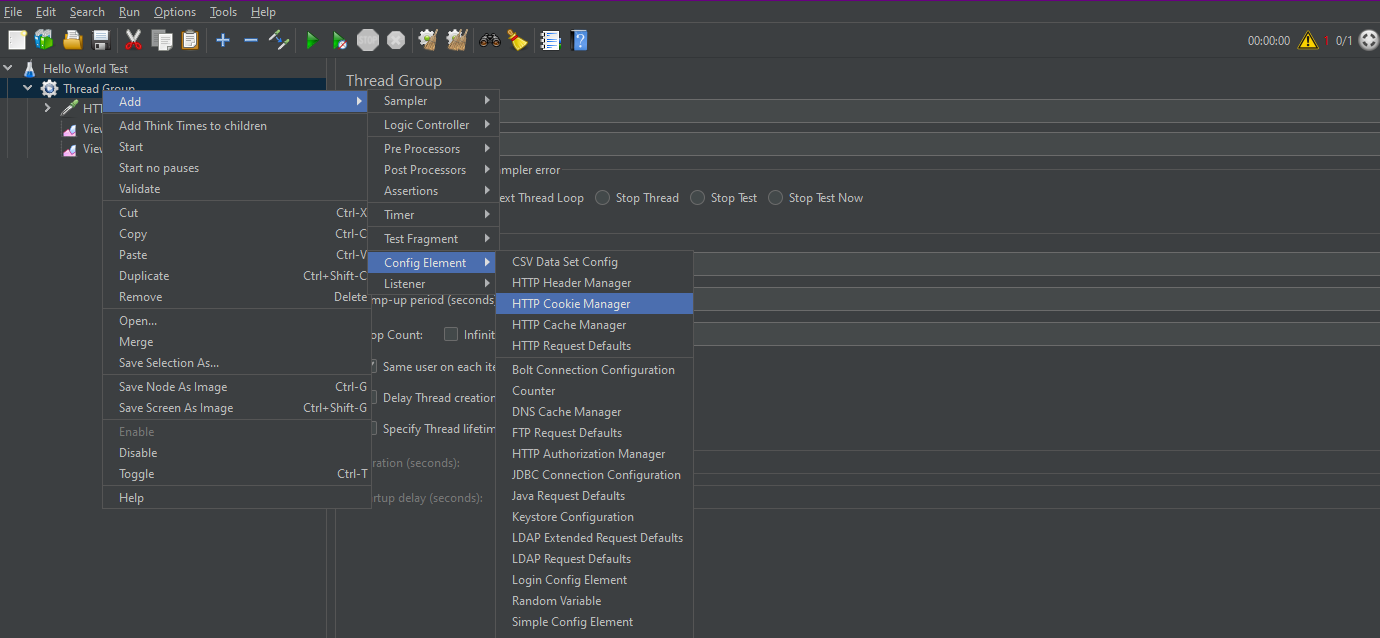 File Edit Search Run Options Tools Help
STOP
00:00:00 ! 0/1
Hello World Test
Thread Group
HTT
View
View
Add
Add Think Times to children
Start
Start no pauses
Validate
Cut Ctrl-X
Copy Ctrl-C
Paste Ctrl-V
Duplicate Ctrl+Shift-C
Remove Delete
Open...
Merge
Save Selection As...
Save Node As Image Ctrl-G
Save Screen As Image Ctrl+Shift-G
Enable
Disable
Toggle Ctrl-T
Help
Sampler
Logic Controller
Pre Processors
Post Processors
Assertions
Timer
Test Fragment
Config Element
Listener
CSV Data Set Config
HTTP Header Manager
HTTP Cookie Manager
HTTP Cache Manager
HTTP Request Defaults
Bolt Connection Configuration
Counter
DNS Cache Manager
FTP Request Defaults
HTTP Authorization Manager
JDBC Connection Configuration
Java Request Defaults
Keystore Configuration
LDAP Extended Request Defaults
LDAP Request Defaults
Login Config Element
Random Variable
Simple Config Element
Thread Group
mpler error
ext Thread Loop Stop Thread Stop Test Stop Test Now
mp-up period (seconds
op Count: Infinit
Same user on each ite
Delay Thread creation
Specify Thread lifetim
ration (seconds):
rtup delay (seconds):